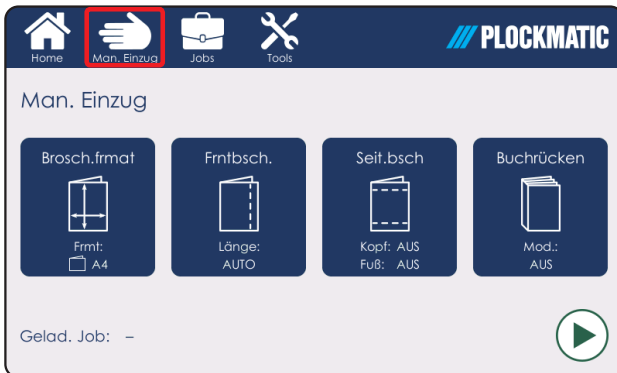 Home Man. Einzug Jobs Tools PLOCKMATIC
Man. Einzug
Brosch.frmat Frntbsch. Seit.bsch Buchrücken
Frmt: Länge: Kopf: AUS Mod.:
A4 AUTO Fuß: AUS AUS
Gelad. Job: –